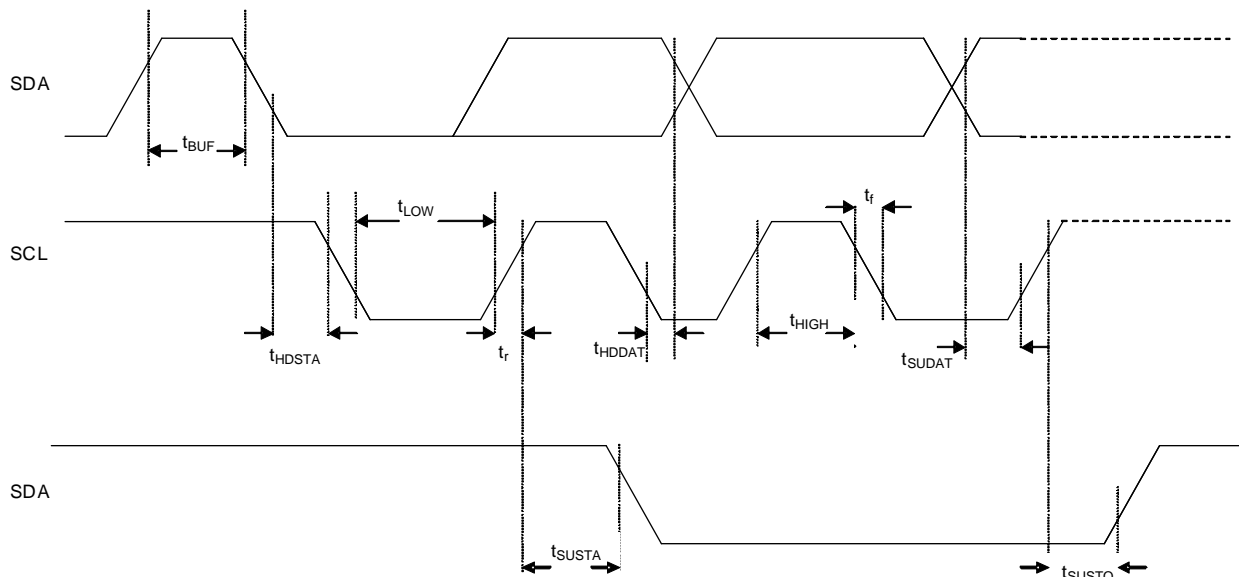 SDA
tBUF
tLOW
tf
SCL
tHDSTA
tr
tHDDAT
tHIGH
tSUDAT
SDA
tSUSTA
tSUSTO